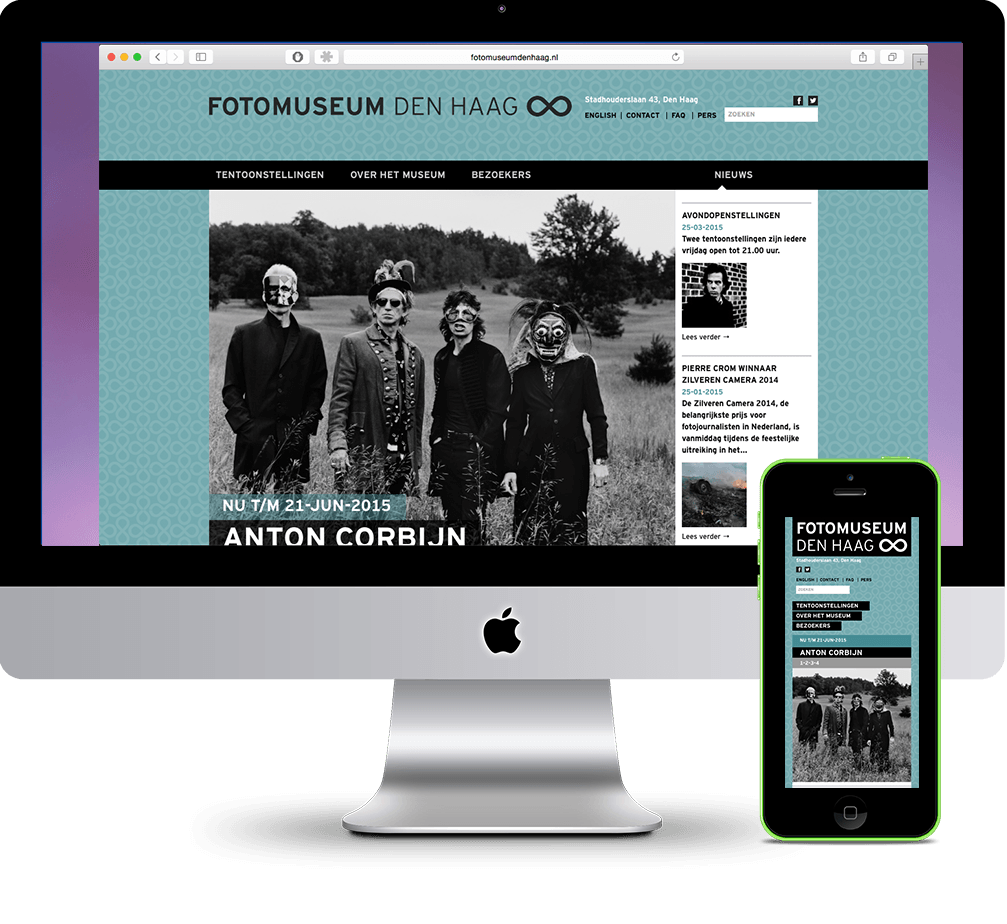 fotomuseumdenhaag.nl
FOTOMUSEUM DEN HAAG
Stadhouderslaan 43, Den Haag
ENGLISH | CONTACT | FAQ | PERS
ZOEKEN
TENTOONSTELLINGEN OVER HET MUSEUM BEZOEKERS NIEUWS
NU T/M 21-JUN-2015
ANTON CORBIJN
AVONDOPENSTELLINGEN
25-03-2015
Twee tentoonstellingen zijn iedere
vrijdag open tot 21.00 uur.
Lees verder →
PIERRE CROM WINNAAR
ZILVEREN CAMERA 2014
25-01-2015
De Zilveren Camera 2014, de
belangrijkste prijs voor
fotojournalisten in Nederland, is
vanmiddag tijdens de feestelijke
uitreiking in het...
Lees verder →
FOTOMUSEUM
DEN HAAG
Stadhouderslaan 43, Den Haag
ENGLISH | CONTACT | FAQ | PERS
ZOEKEN
TENTOONSTELLINGEN
OVER HET MUSEUM
BEZOEKERS
NU T/M 21-JUN-2015
ANTON CORBIJN
1-2-3-4